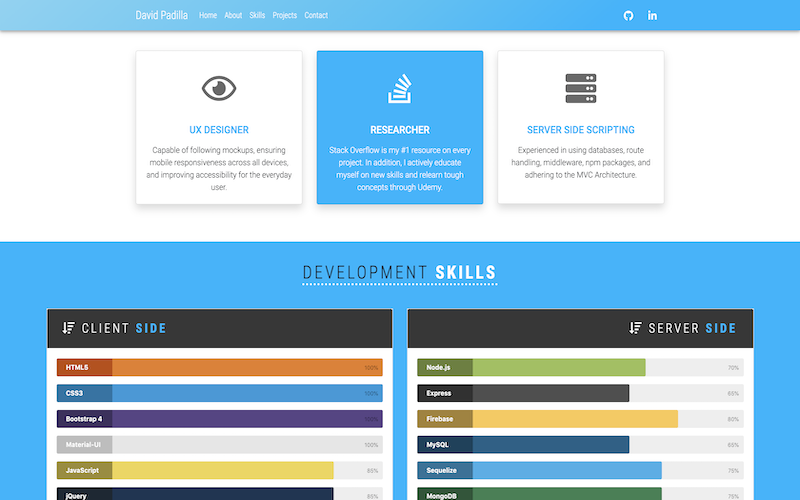 David Padilla Home About Skills Projects Contact
UX DESIGNER
Capable of following mockups, ensuring
mobile responsiveness across all devices,
and improving accessibility for the everyday
user.
RESEARCHER
Stack Overflow is my #1 resource on every
project. In addition, I actively educate
myself on new skills and relearn tough
concepts through Udemy.
SERVER SIDE SCRIPTING
Experienced in using databases, route
handling, middleware, npm packages, and
adhering to the MVC Architecture.
DEVELOPMENT SKILLS
CLIENT SIDE
HTML5 100%
CSS3 100%
Bootstrap 4 100%
Material-UI 100%
JavaScript 85%
jQuery 85%
SERVER SIDE
Node.js 70%
Express 65%
Firebase 80%
MySQL 65%
Sequelize 75%
MongoDB 75%